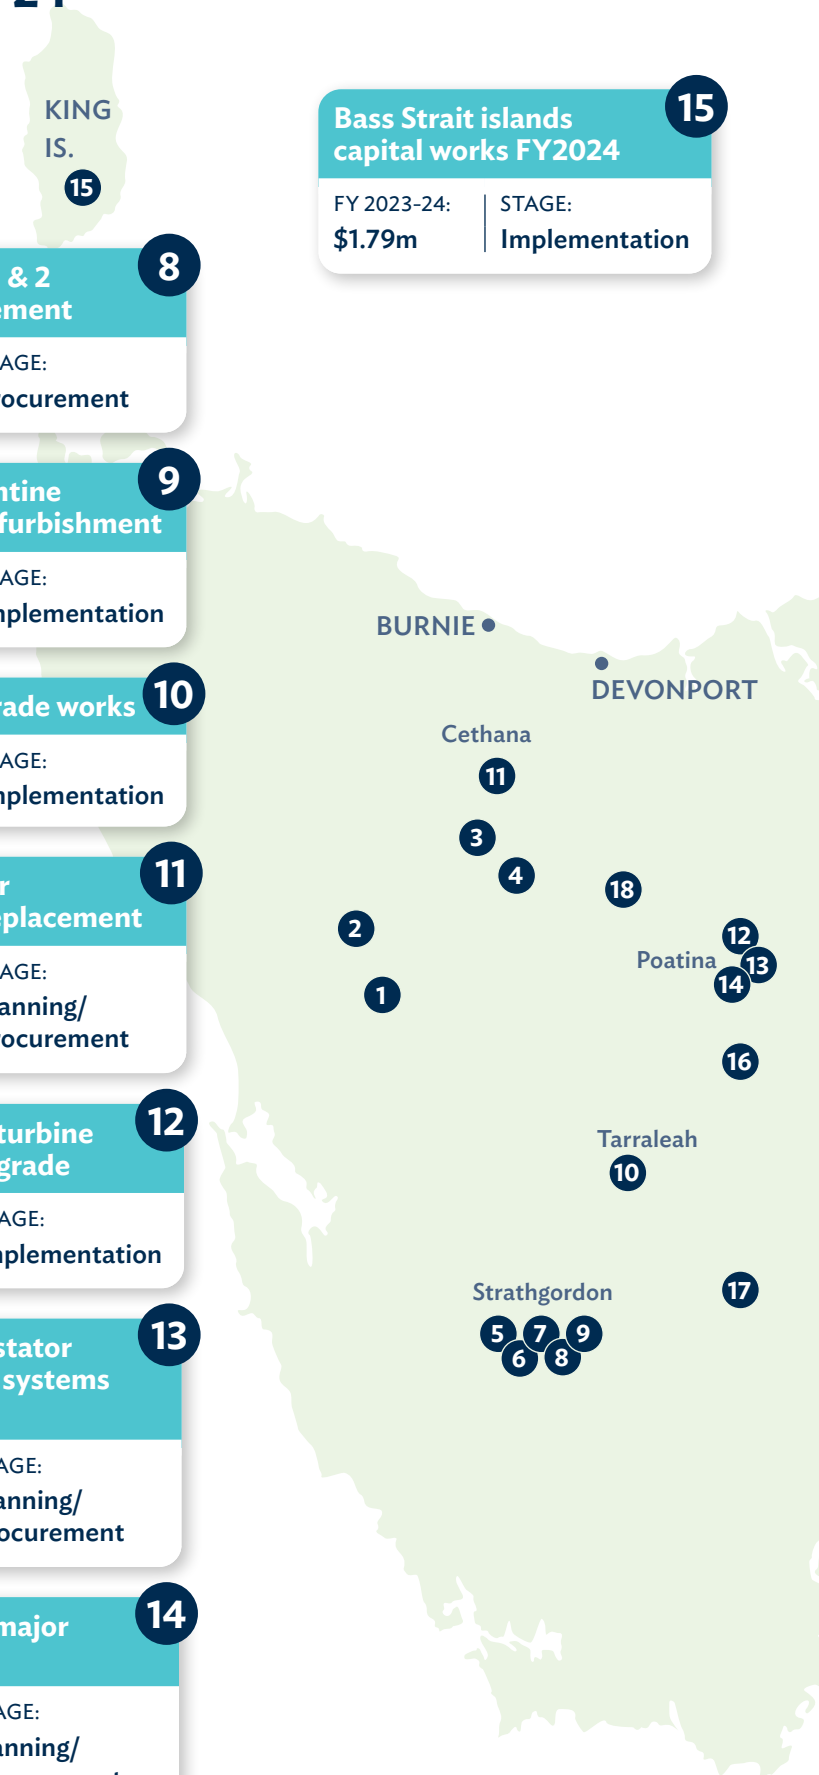 KING
IS.
15
15
Bass Strait islands
capital works FY2024
FY 2023-24:
$1.79m
STAGE:
Implementation
8
& 2
ement
AGE:
ocurement
9
ntine
furbishment
AGE:
nplementation
10
rade works
AGE:
nplementation
11
r
eplacement
AGE:
anning/
ocurement
12
turbine
grade
AGE:
nplementation
13
stator
systems
AGE:
anning/
ocurement
14
major
AGE:
anning/
BURNIE
DEVONPORT
Cethana
11
3
4
18
2
12
Poatina
13
14
1
16
Tarraleah
10
Strathgordon
17
5
7
9
6
8